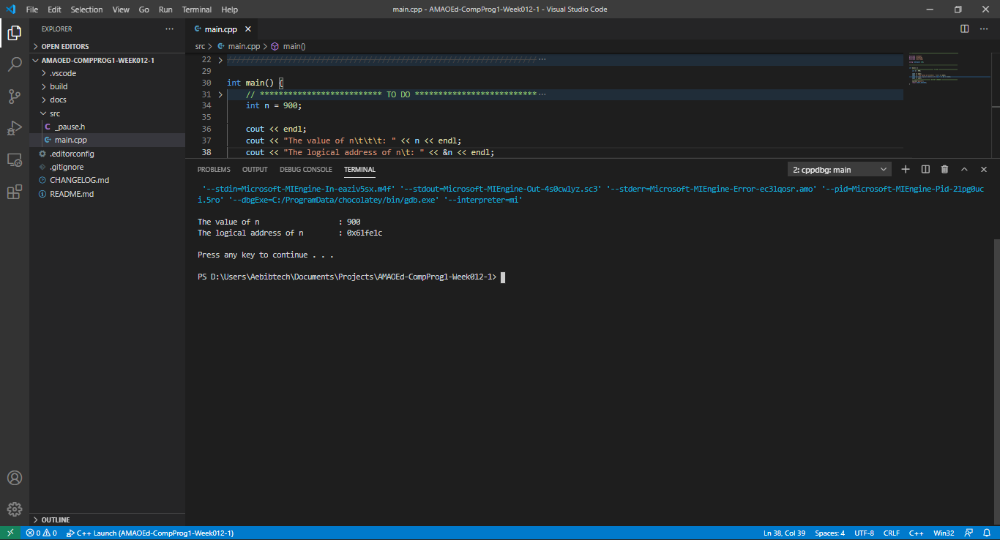 File Edit Selection View Go Run Terminal Help
main.cpp - AMAOEd-CompProg1-Week012-1 - Visual Studio Code
EXPLORER
OPEN EDITORS
AMAOED-COMPPROG1-WEEK012-1
.vscode
build
docs
src
_pause.h
main.cpp
.editorconfig
.gitignore
CHANGELOG.md
README.md
OUTLINE
main.cpp
src > main.cpp > main()
22
29
30 int main() {
31 // ************************** TO DO **************************
34 int n = 900;
35
36 cout << endl;
37 cout << "The value of n\t\t\t: " << n << endl;
38 cout << "The logical address of n\t: " << &n << endl;
PROBLEMS OUTPUT DEBUG CONSOLE TERMINAL
2: cppdbg: main
'--stdin=Microsoft-MIEngine-In-eaziv5sx.m4f' '--stdout=Microsoft-MIEngine-Out-4s0cw1yz.sc3' '--stderr=Microsoft-MIEngine-Error-ec3lqosr.amo' '--pid=Microsoft-MIEngine-Pid-2lpg0uc
i.5ro' '--dbgExe=C:/ProgramData/chocolatey/bin/gdb.exe' '--interpreter=mi'
The value of n : 900
The logical address of n : 0x61fe1c
Press any key to continue . . .
PS D:\Users\Aebibtech\Documents\Projects\AMAOEd-CompProg1-Week012-1>
0 0 C++ Launch (AMAOEd-CompProg1-Week012-1)
Ln 38, Col 39 Spaces: 4 UTF-8 CRLF C++ Win32